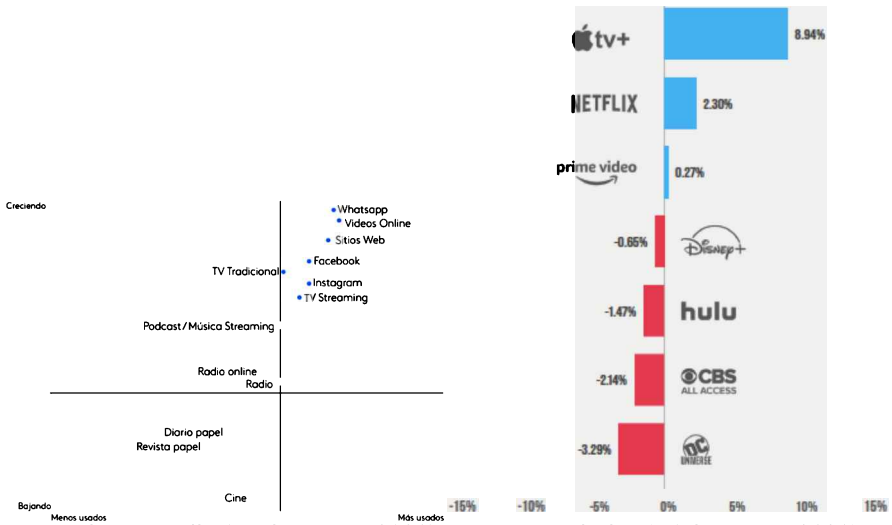 Creciendo
Whatsapp
Videos Online
Sitios Web
Facebook
TV Tradicional
Instagram
TV Streaming
Podcast / Música Streaming
Radio online
Radio
Diario papel
Revista papel
Cine
Bajando
Menos usados
Más usados
tv+
8.94%
NETFLIX
2.30%
prime video
0.27%
-0.65%
Disney+
-1.47%
hulu
-2.14%
CBS
ALL ACCESS
-3.29%
DC
UNIVERSE
-15%
-10%
-5%
0%
5%
10%
15%